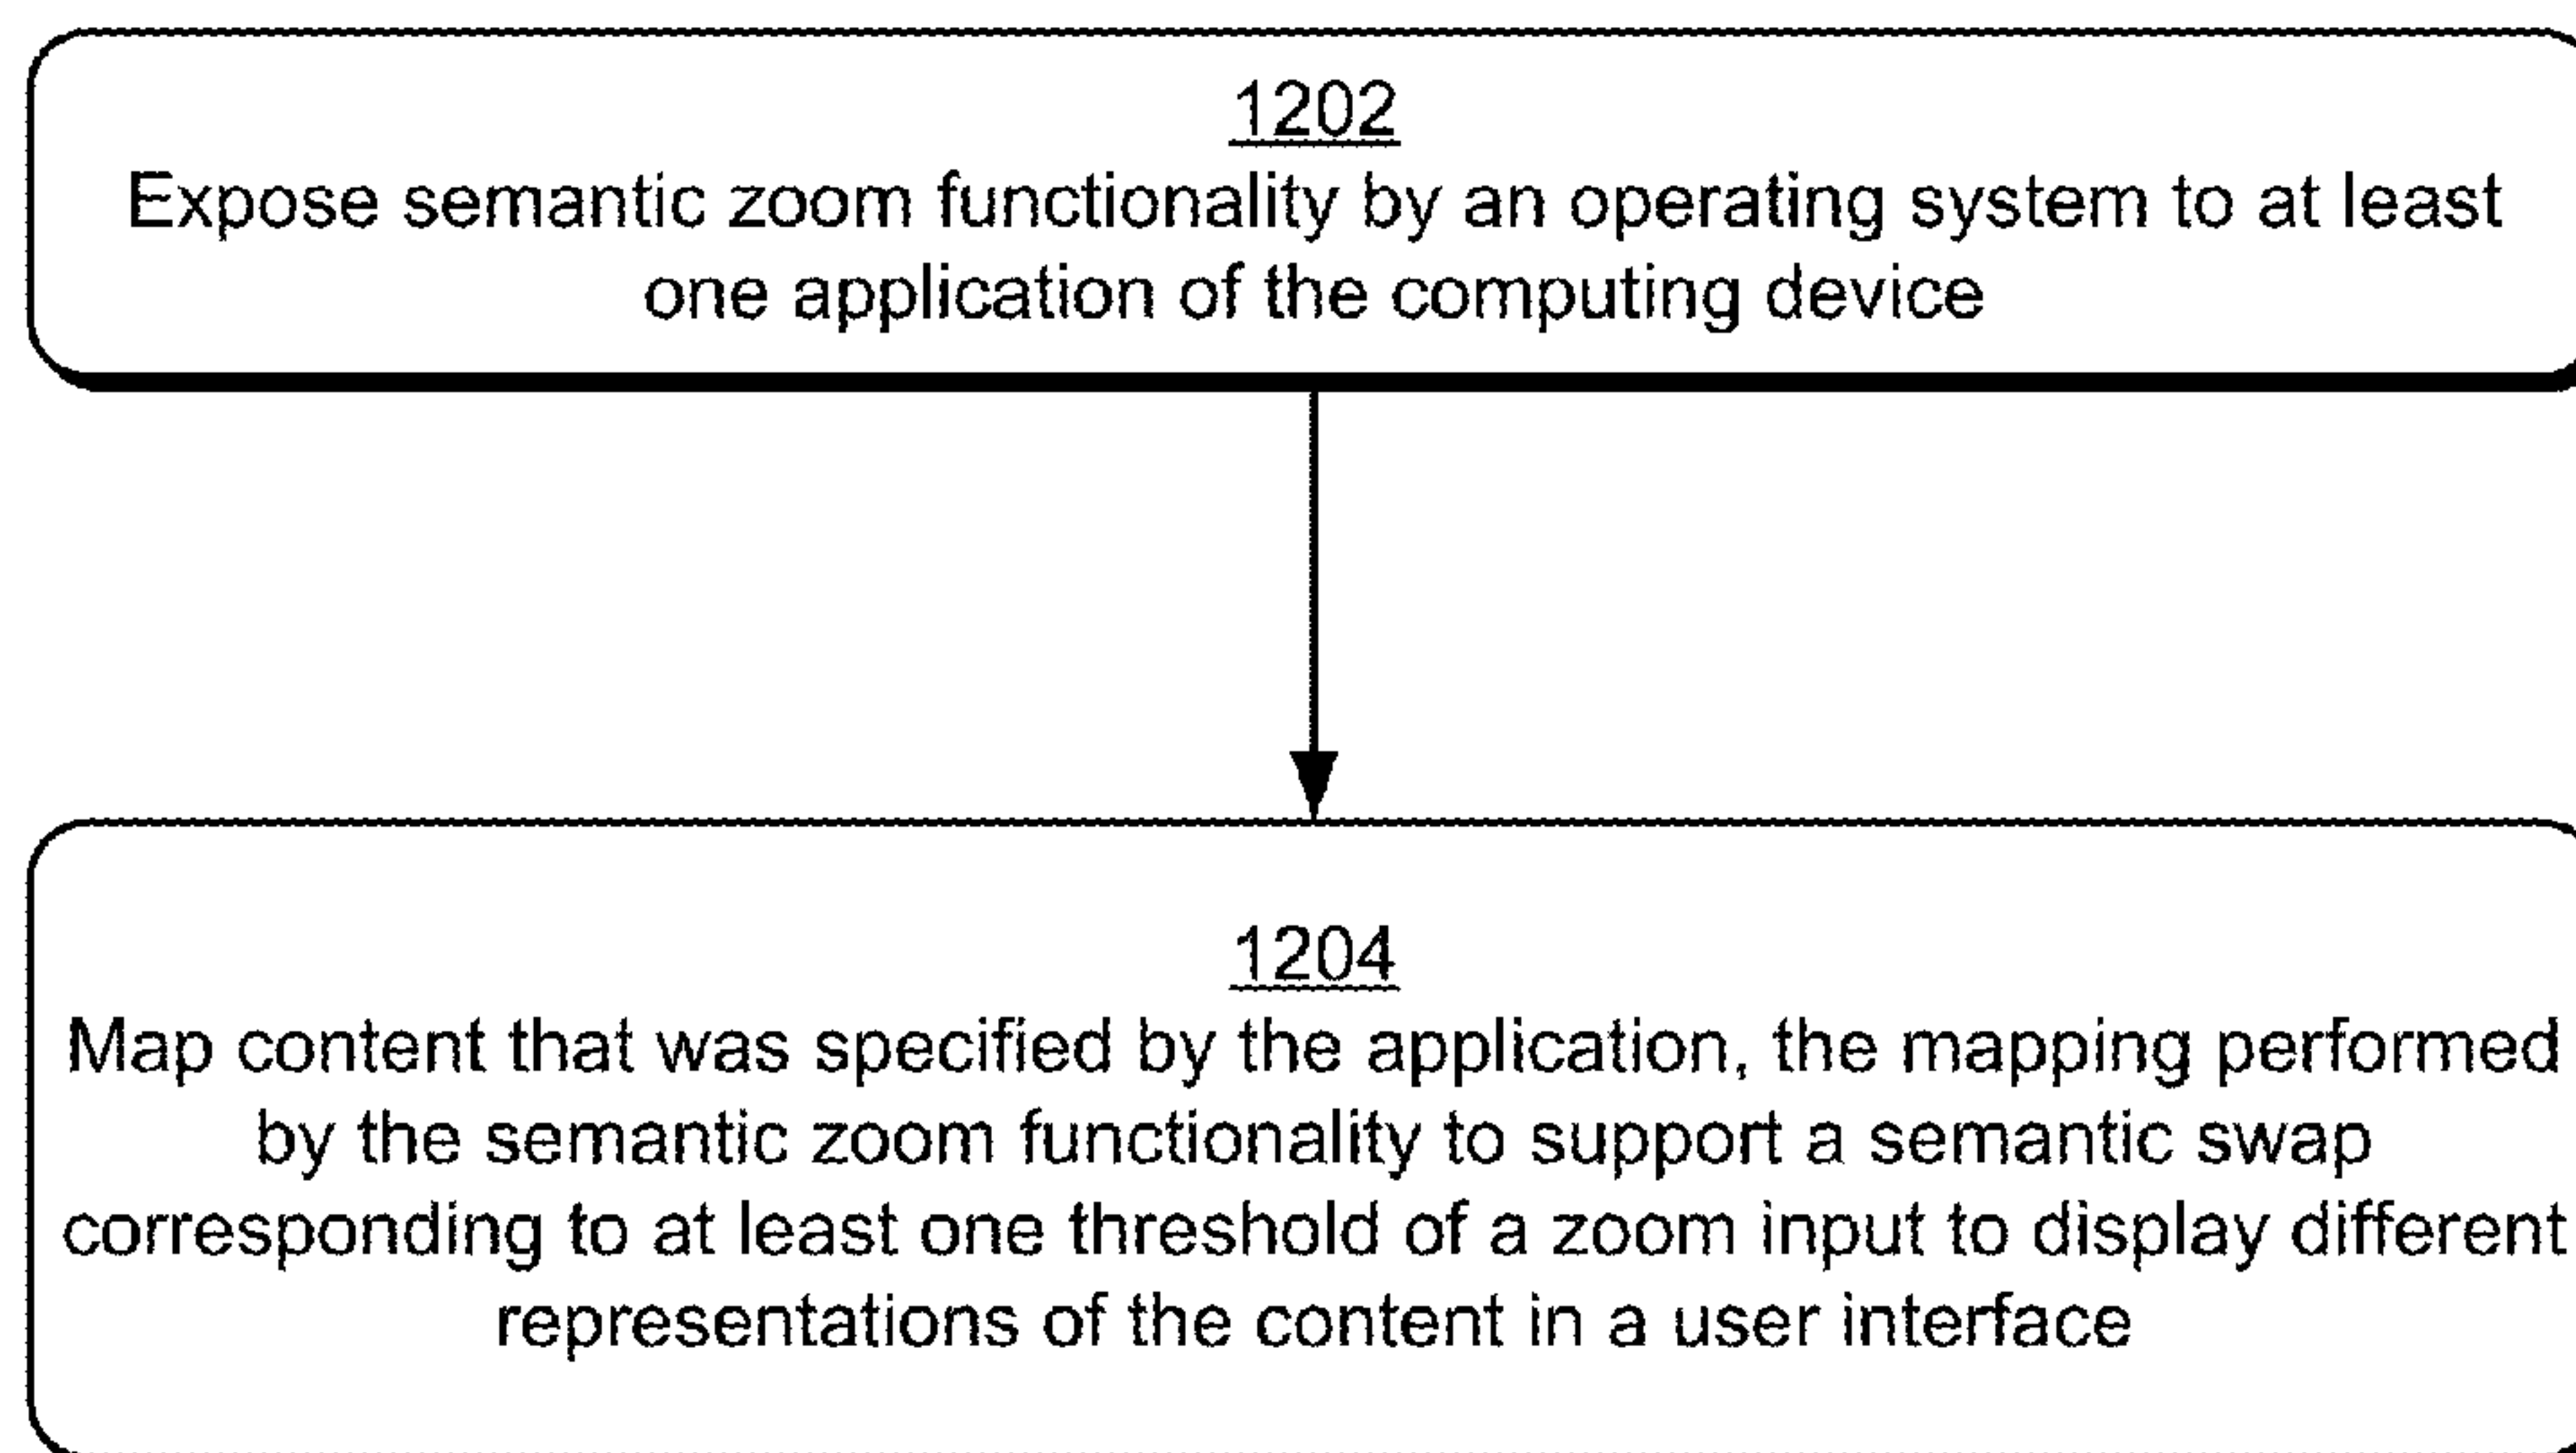 1202
Expose semantic zoom functionality by an operating system to at least
one application of the computing device
1204
Map content that was specified by the application, the mapping performed
by the semantic zoom functionality to support a semantic swap
corresponding to at least one threshold of a zoom input to display different
representations of the content in a user interface